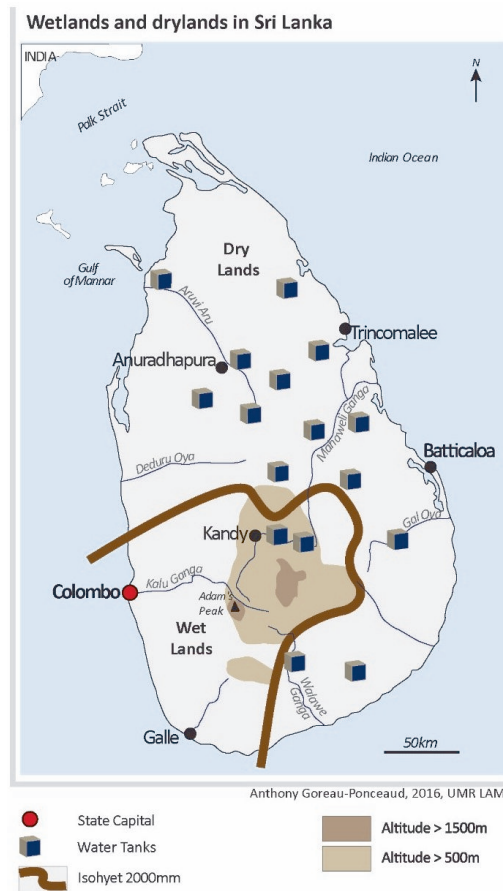 Wetlands and drylands in Sri Lanka
INDIA
N
Palk Strait
Indian Ocean
Gulf
of Mannar
Dry
Lands
Aruvi Aru
Trincomalee
Anuradhapura
Mahaweli Ganga
Deduru Oya
Batticaloa
Gal Oya
Kandy
Colombo
Kalu Ganga
Adam's
Peak
Wet
Lands
Walawe
Ganga
Galle
50km
Anthony Goreau-Ponceaud, 2016, UMR LAM
State Capital
Water Tanks
Isohyet 2000mm
Altitude > 1500m
Altitude > 500m